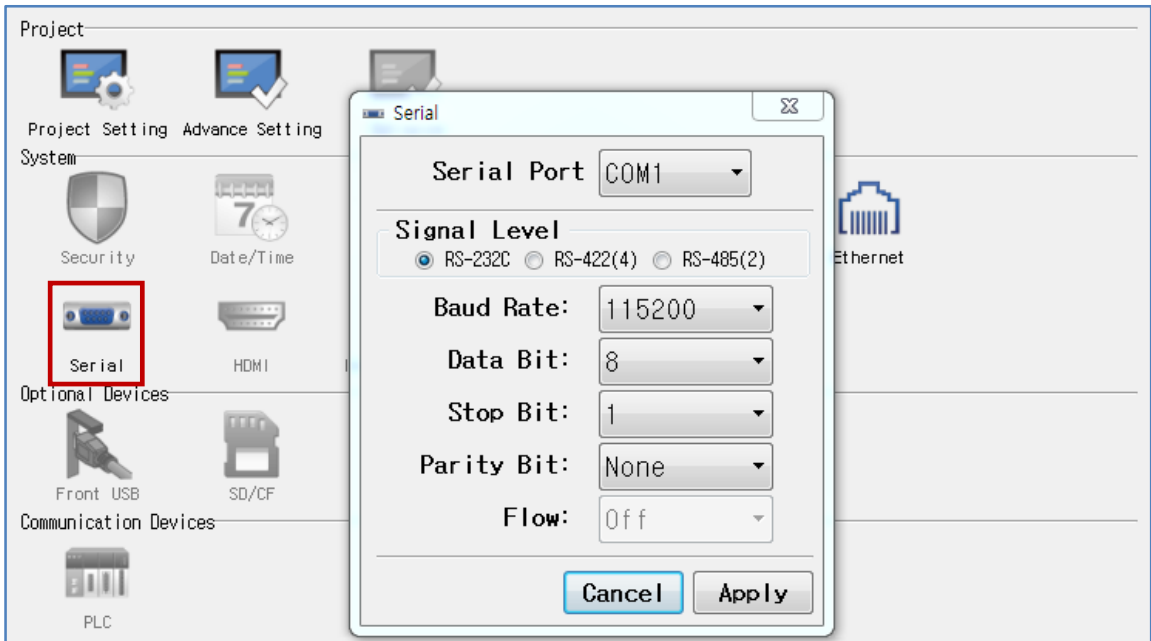 Project
Project Setting Advance Setting
System
Security Date/Time Ethernet
Serial HDMI
Optional Devices
Front USB SD/CF
Communication Devices
PLC
Serial
Serial Port COM1
Signal Level
RS-232C RS-422(4) RS-485(2)
Baud Rate: 115200
Data Bit: 8
Stop Bit: 1
Parity Bit: None
Flow: Off
Cancel Apply